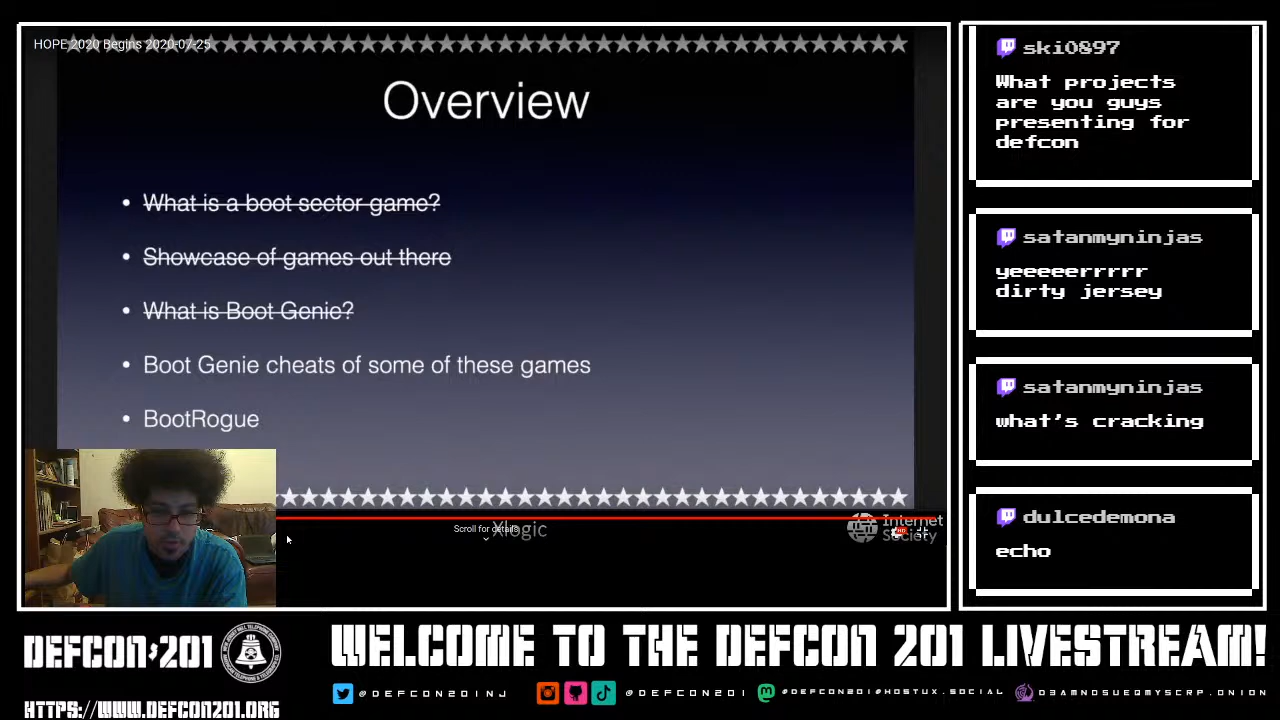 HOPE 2020 Begins 2020-07-25
Overview
• What is a boot sector game?
• Showcase of games out there
• What is Boot Genie?
• Boot Genie cheats of some of these games
• BootRogue
Scroll for details
Xlogic
Internet
Society
ski0897
What projects
are you guys
presenting for
defcon
satanmyninjas
yeeeeerrrrr
dirty jersey
satanmyninjas
what's cracking
dulcedemona
echo
DEFCON 201
WELCOME TO THE DEFCON 201 LIVESTREAM!
HTTPS://WWW.DEFCON201.ORG
@DEFCON201NJ
@DEFCON201
@DEFCON201@HOSTUX.SOCIAL